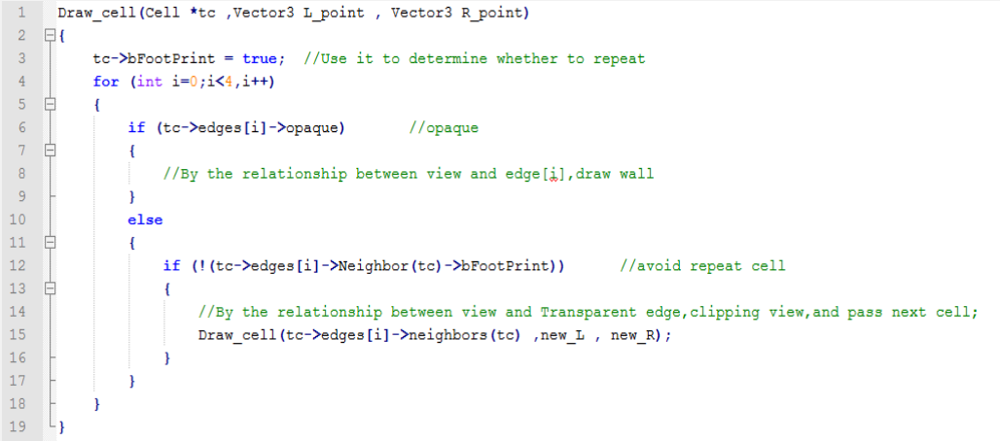 1 Draw_cell(Cell *tc ,Vector3 L_point , Vector3 R_point)
2 {
3 tc->bFootPrint = true; //Use it to determine whether to repeat
4 for (int i=0;i<4,i++)
5 {
6 if (tc->edges[i]->opaque) //opaque
7 {
8 //By the relationship between view and edge[i],draw wall
9 }
10 else
11 {
12 if (!(tc->edges[i]->Neighbor(tc)->bFootPrint)) //avoid repeat cell
13 {
14 //By the relationship between view and Transparent edge,clipping view,and pass next cell;
15 Draw_cell(tc->edges[i]->neighbors(tc) ,new_L , new_R);
16 }
17 }
18 }
19 }